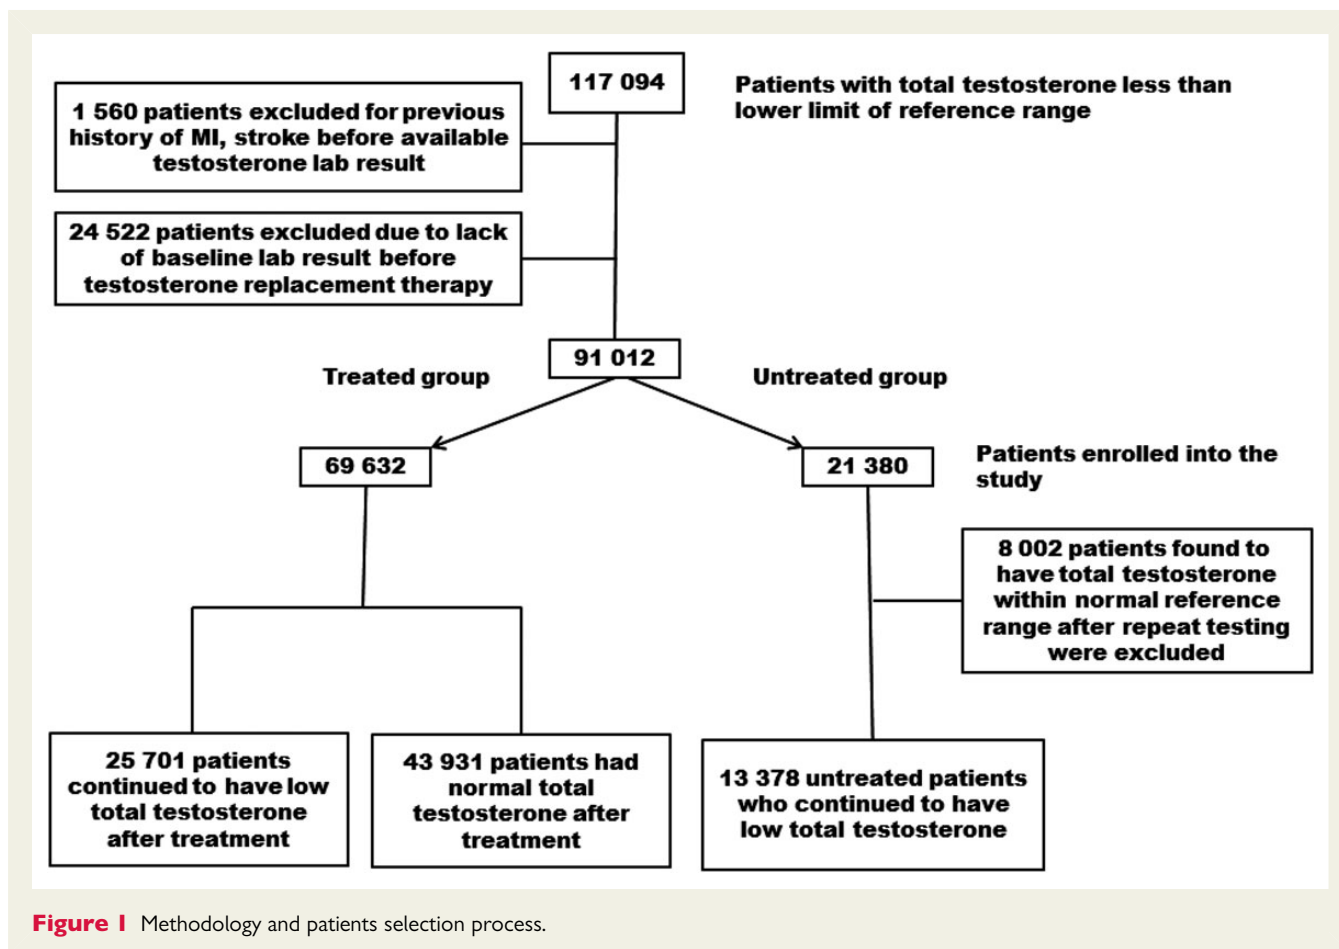 117 094
Patients with total testosterone less than
lower limit of reference range
1 560 patients excluded for previous
history of MI, stroke before available
testosterone lab result
24 522 patients excluded due to lack
of baseline lab result before
testosterone replacement therapy
91 012
Treated group
Untreated group
69 632
21 380
Patients enrolled into the
study
8 002 patients found to
have total testosterone
within normal reference
range after repeat testing
were excluded
25 701 patients
continued to have low
total testosterone
after treatment
43 931 patients had
normal total
testosterone after
treatment
13 378 untreated patients
who continued to have
low total testosterone
Figure 1 Methodology and patients selection process.